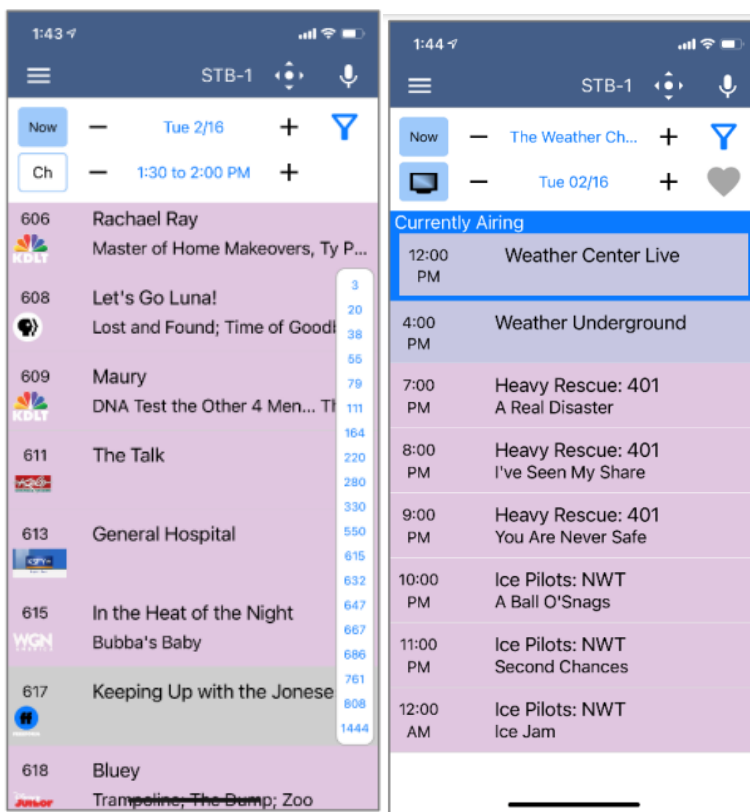 1:43
STB-1
Now
Tue 2/16
Ch
1:30 to 2:00 PM
606
Rachael Ray
KDLT
Master of Home Makeovers, Ty P...
608
Let's Go Luna!
Lost and Found; Time of Good
609
Maury
KDLT
DNA Test the Other 4 Men... Th
611
The Talk
613
General Hospital
615
In the Heat of the Night
WGN
Bubba's Baby
617
Keeping Up with the Jonese
618
Bluey
JUNIOR
Trampoline; The Dump; Zoo
3
20
38
55
79
111
164
220
280
330
550
615
632
647
667
686
761
808
1444
1:44
STB-1
Now
The Weather Ch...
Tue 02/16
Currently Airing
12:00 PM
Weather Center Live
4:00 PM
Weather Underground
7:00 PM
Heavy Rescue: 401
A Real Disaster
8:00 PM
Heavy Rescue: 401
I've Seen My Share
9:00 PM
Heavy Rescue: 401
You Are Never Safe
10:00 PM
Ice Pilots: NWT
A Ball O'Snags
11:00 PM
Ice Pilots: NWT
Second Chances
12:00 AM
Ice Pilots: NWT
Ice Jam